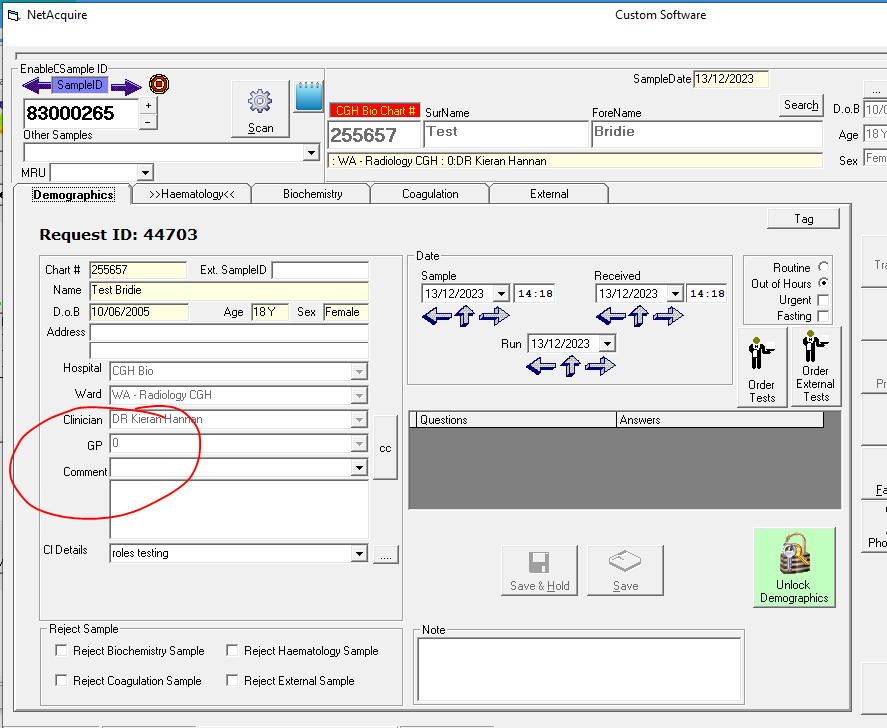 NetAcquire Custom Software
EnableCSample ID
SampleID
83000265
+
-
Other Samples
MRU
Scan
SampleDate 13/12/2023
CGH Bio Chart # SurName ForeName Search
255657 Test Bridie
: WA - Radiology CGH : 0:DR Kieran Hannan
...
D.o.B 10/0
Age 18 Y
Sex Fem
Demographics >>Haematology<< Biochemistry Coagulation External
Tag
Request ID: 44703
Chart # 255657 Ext. SampleID
Name Test Bridie
D.o.B 10/06/2005 Age 18 Y Sex Female
Address
Hospital CGH Bio
Ward WA - Radiology CGH
Clinician DR Kieran Hannan
GP 0
Comment
cc
Cl Details roles testing
....
Date
Sample Received
13/12/2023 14:18 13/12/2023 14:18
Run 13/12/2023
Routine
Out of Hours
Urgent
Fasting
Order Tests
Order External Tests
Questions Answers
Save & Hold Save
Unlock Demographics
Reject Sample
Reject Biochemistry Sample Reject Haematology Sample
Reject Coagulation Sample Reject External Sample
Note
Tra
Pr
Fa
Pho